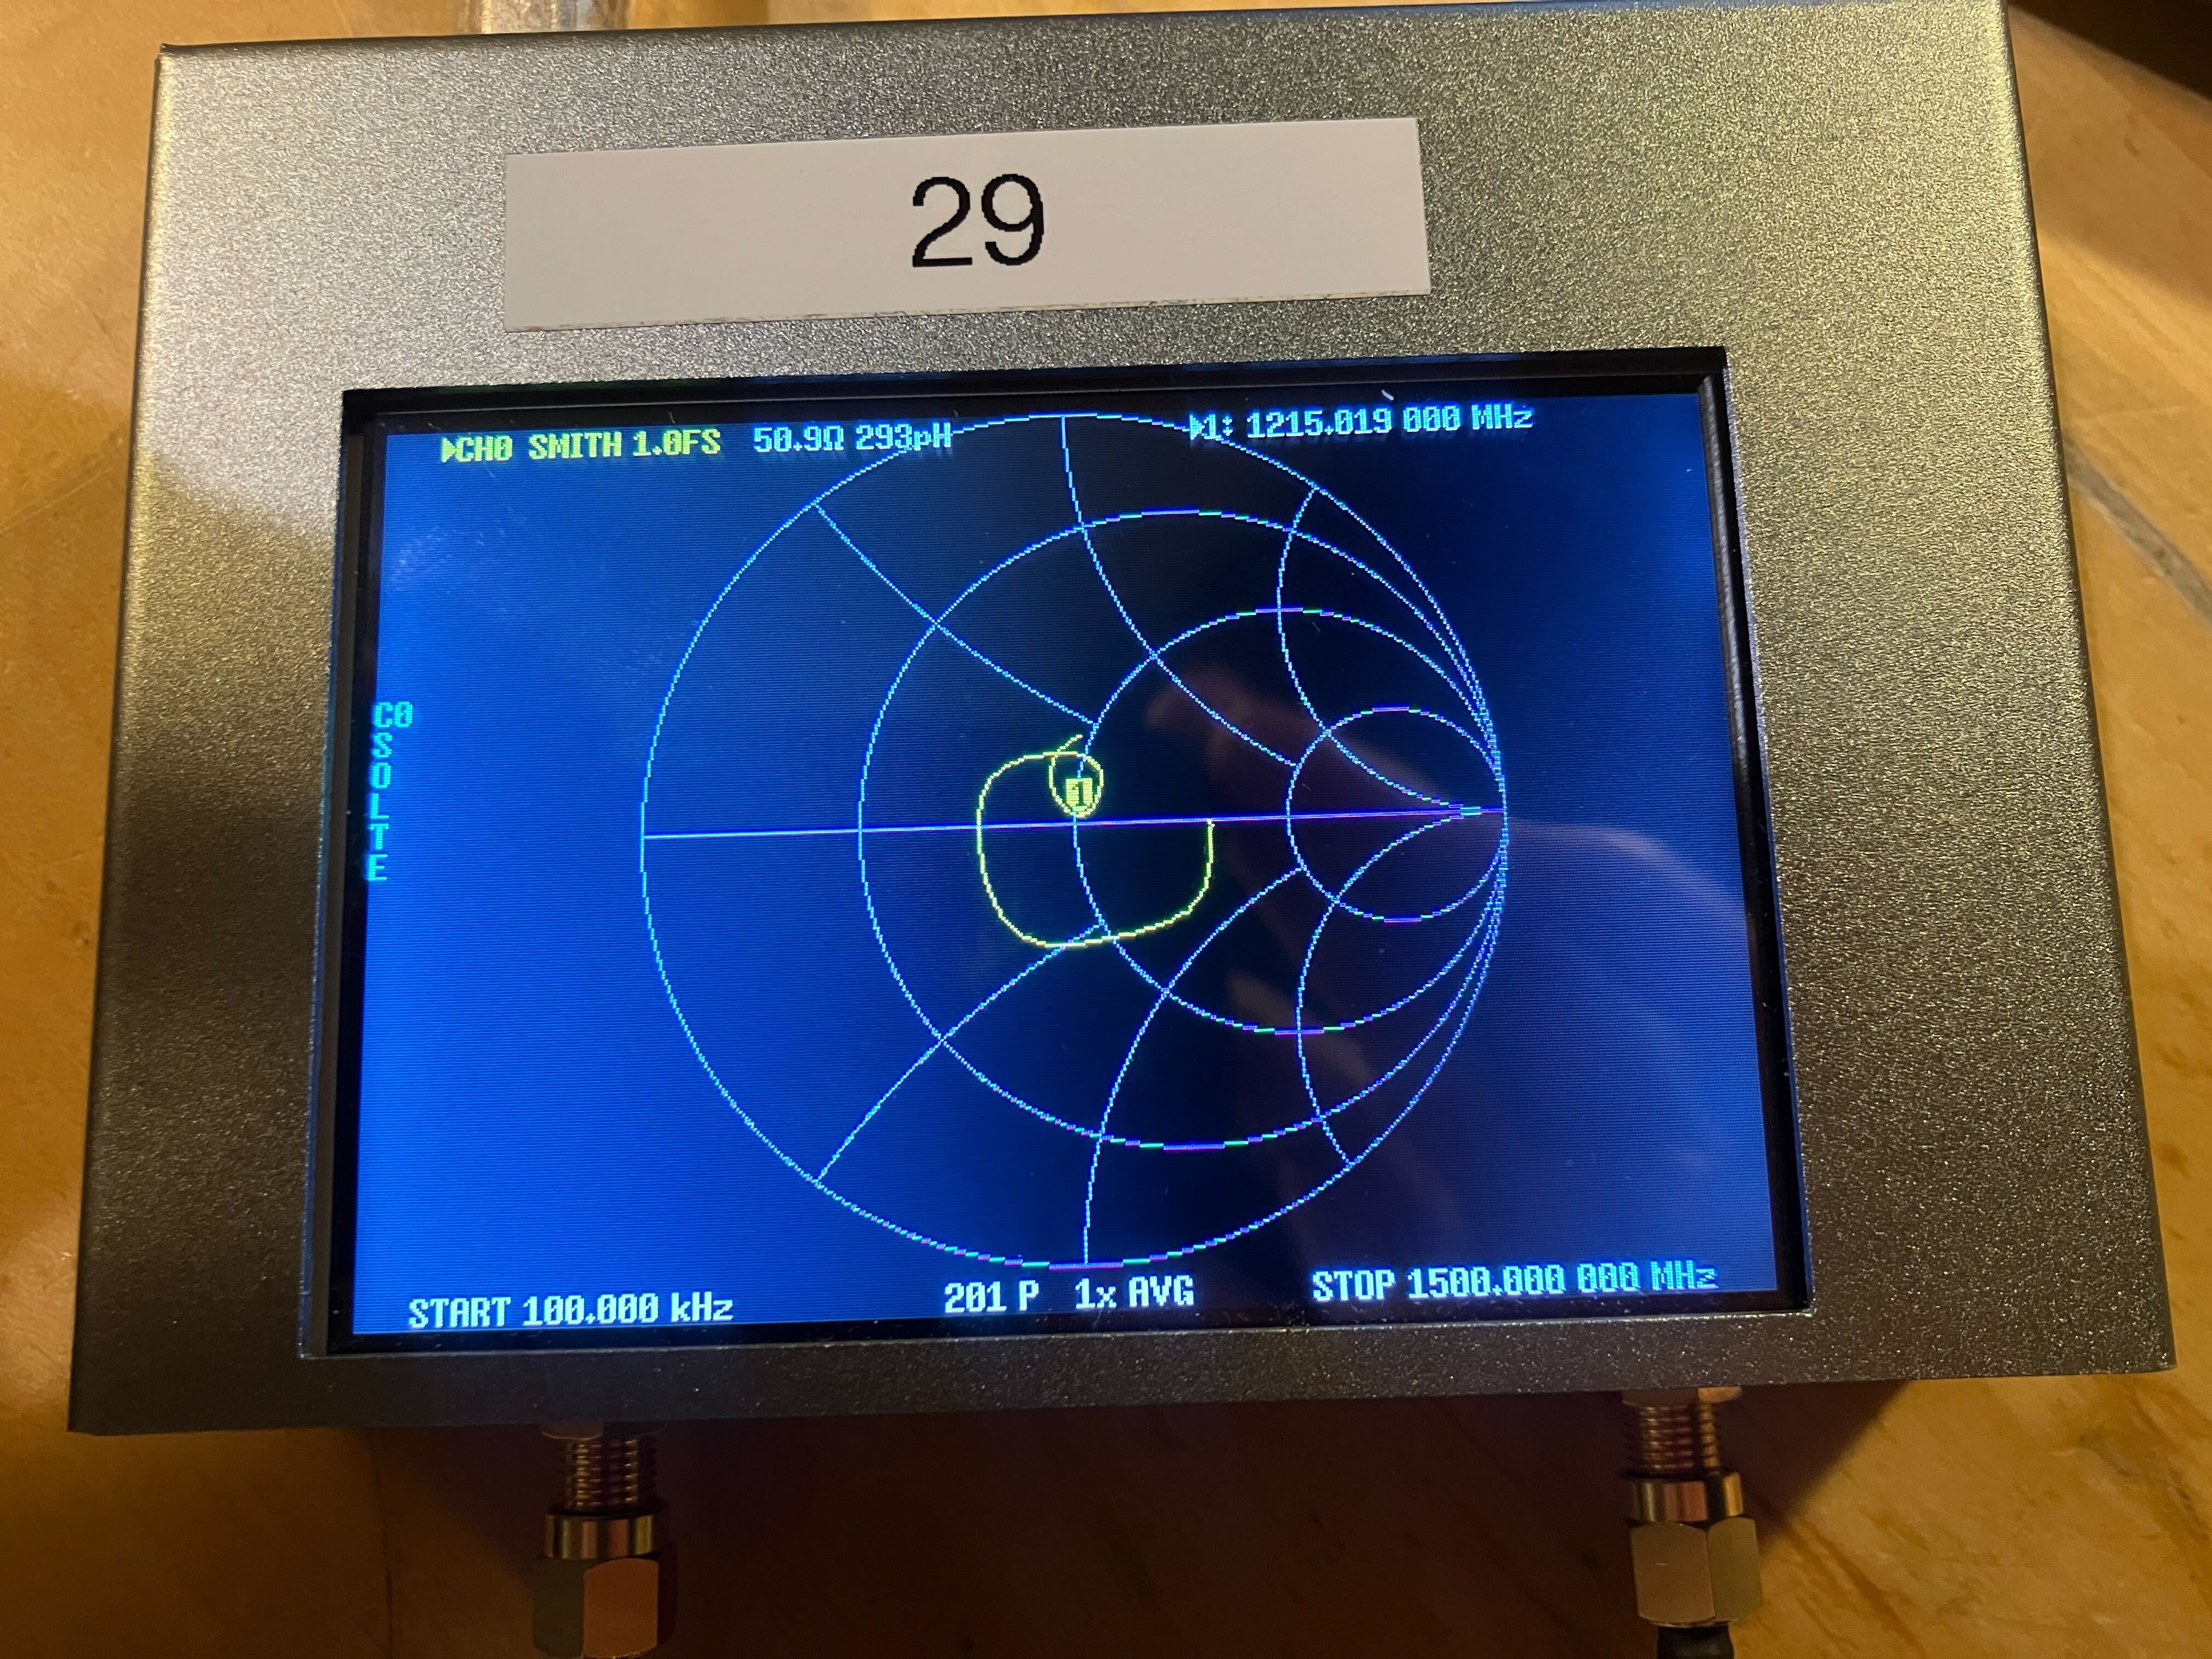 29
CH0 SMITH 1.0FS 50.9Ω 293pH 1: 1215.019 000 MHz
C0
S
O
L
T
E
1
START 100.000 kHz 201 P 1x AVG STOP 1500.000 000 MHz